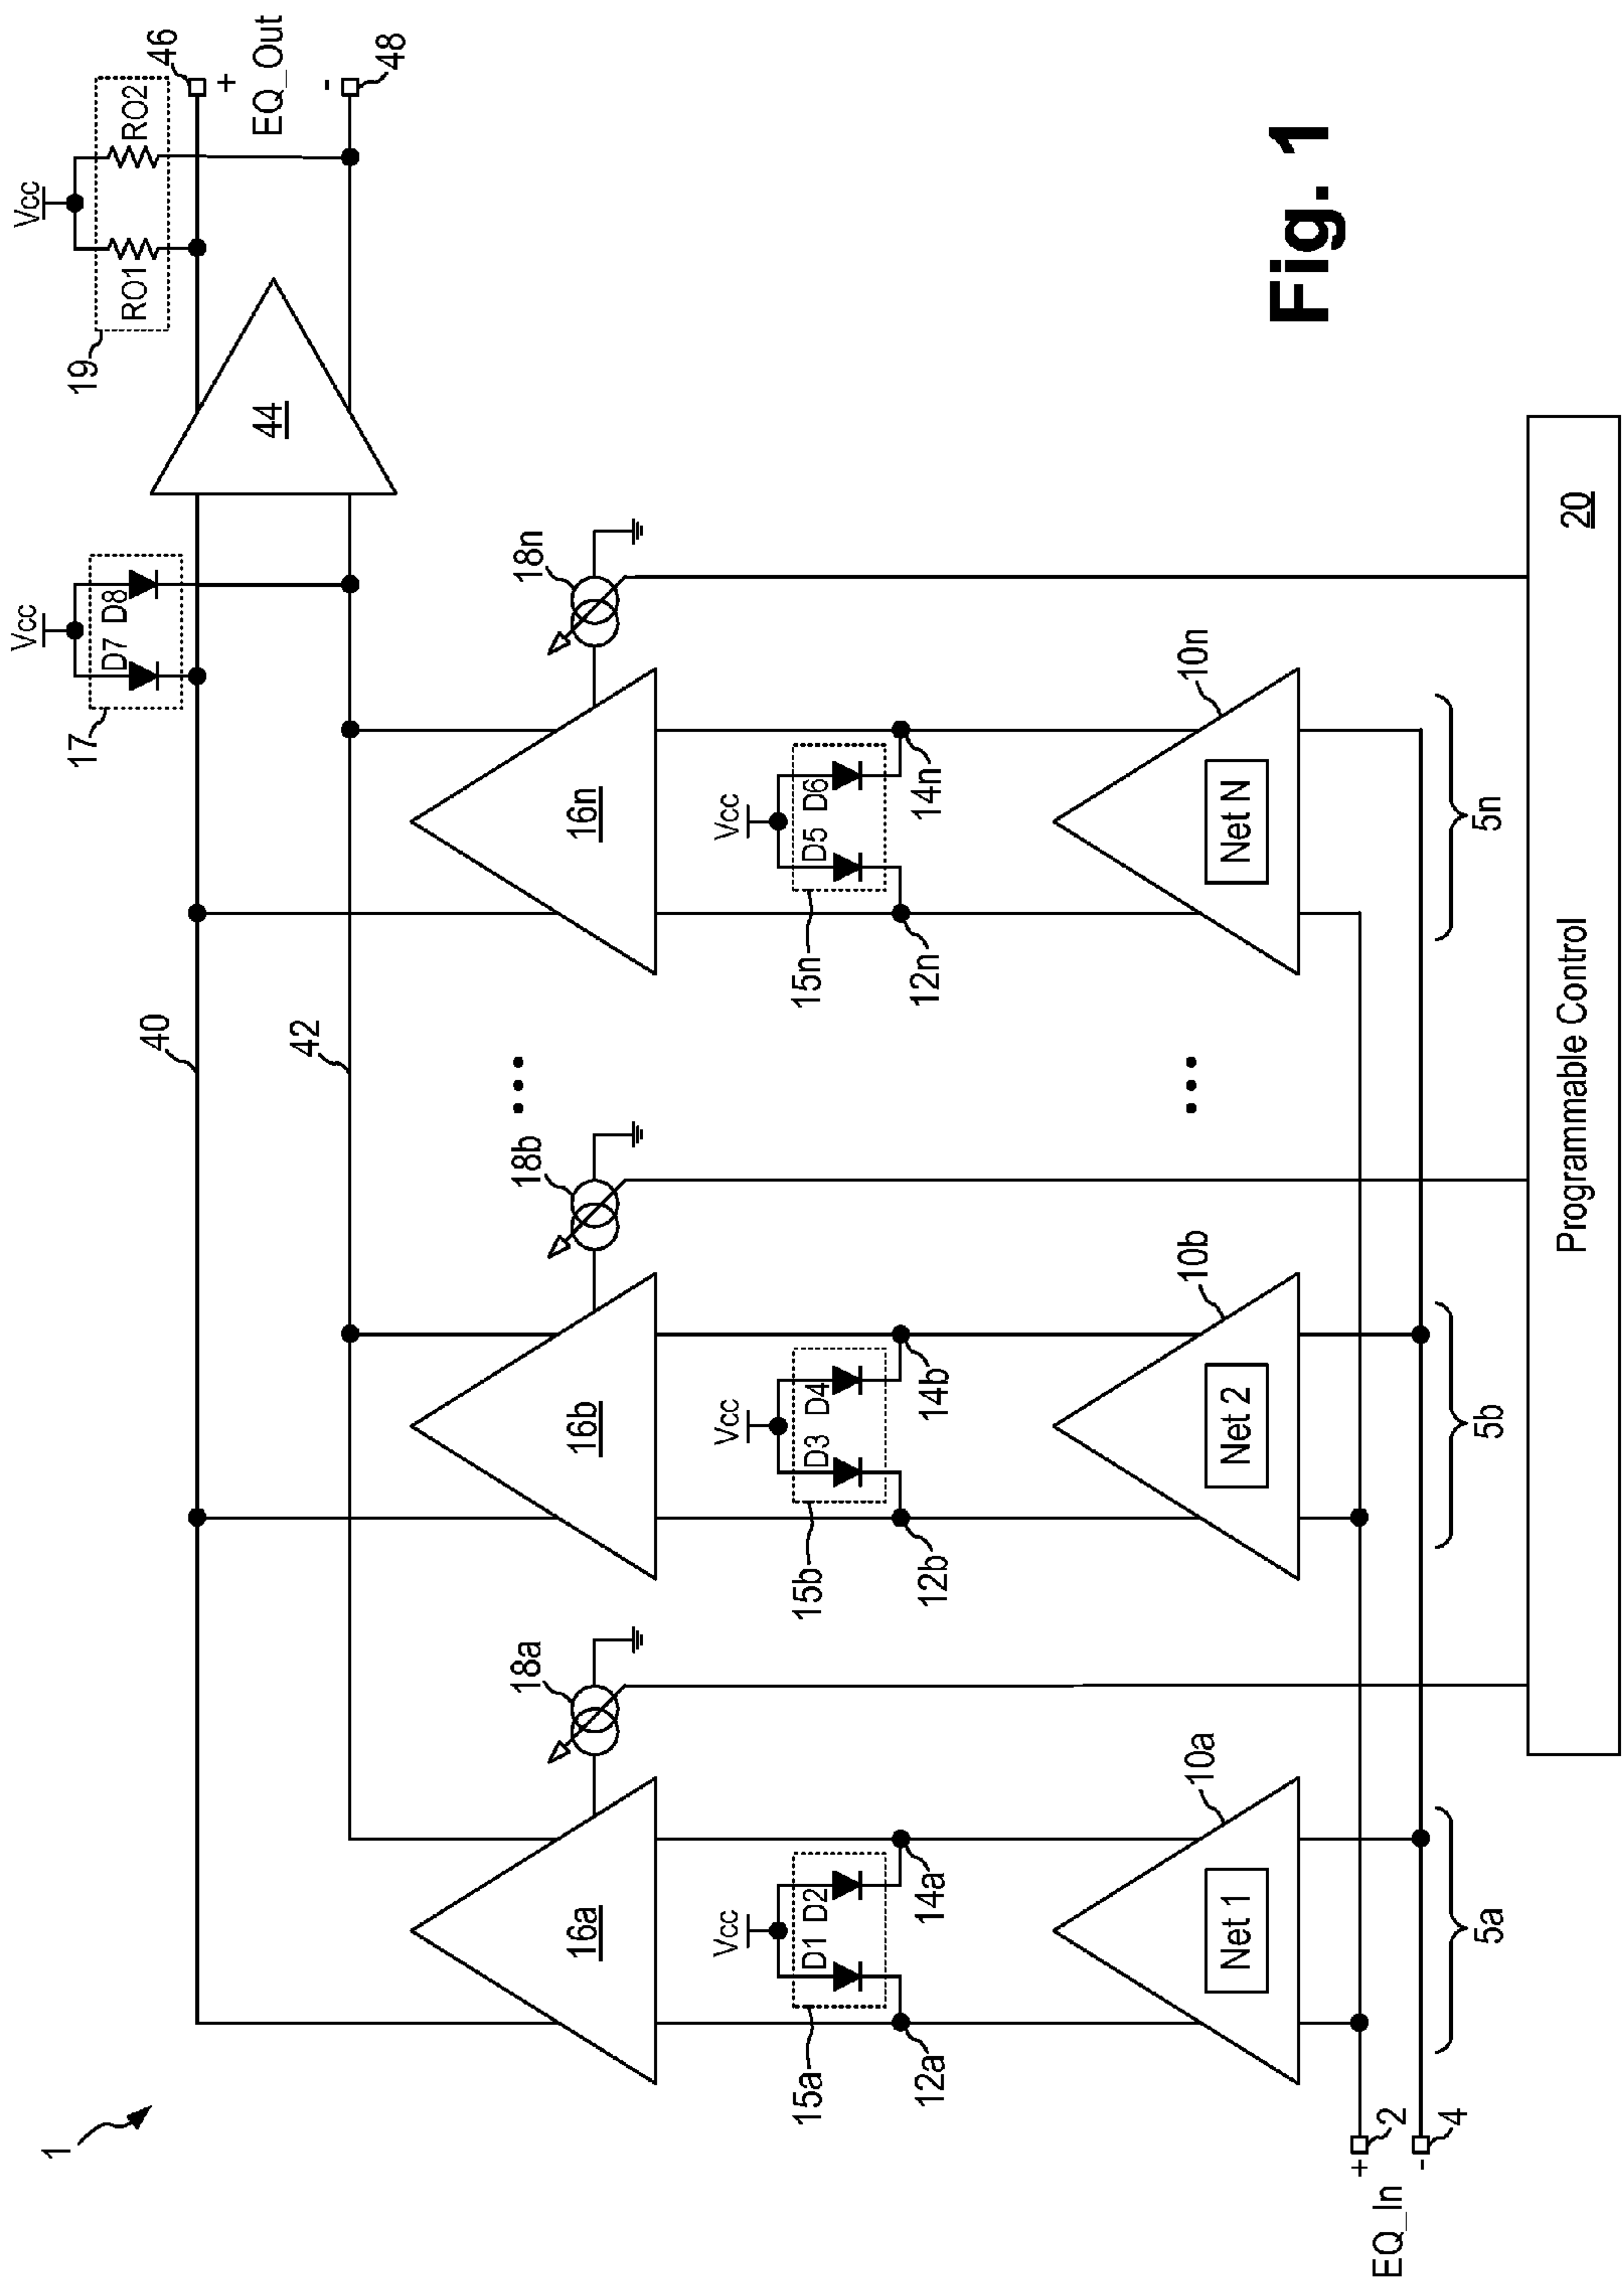 1
Vcc
Vcc
19
RO1
RO2
46
+
EQ_Out
-
48
17
D7
D8
44
40
42
16a
18a
16b
18b
...
16n
18n
Vcc
15a
D1
D2
12a
14a
Vcc
15b
D3
D4
12b
14b
Vcc
15n
D5
D6
12n
14n
Net 1
10a
Net 2
10b
...
Net N
10n
EQ_In
+
2
-
4
5a
5b
5n
Programmable Control
20
Fig. 1